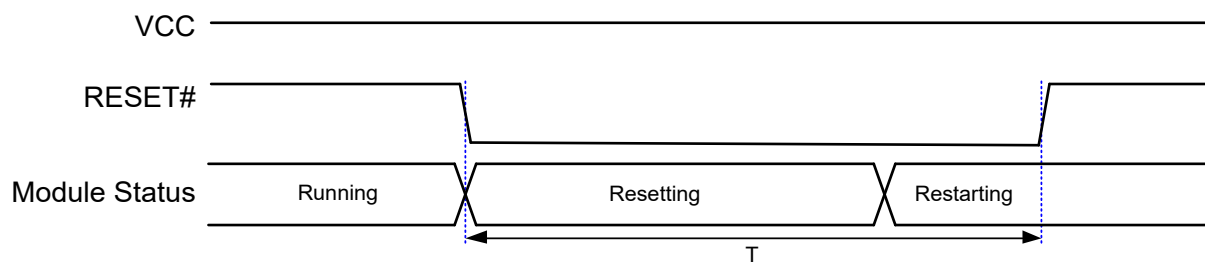 VCC
RESET#
Module Status
Running
Resetting
Restarting
T